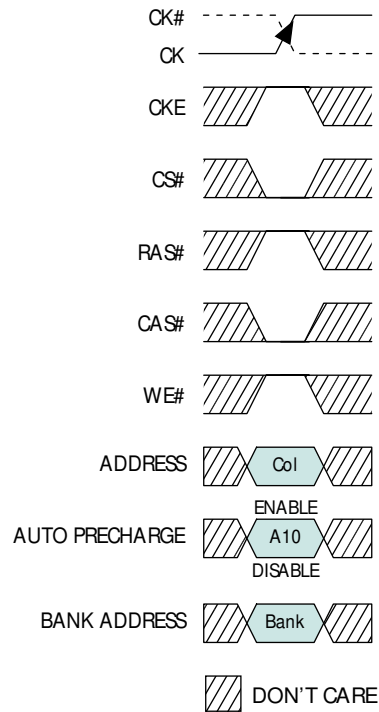 CK#
CK
CKE
CS#
RAS#
CAS#
WE#
ADDRESS Col
ENABLE
AUTO PRECHARGE A10
DISABLE
BANK ADDRESS Bank
DON'T CARE